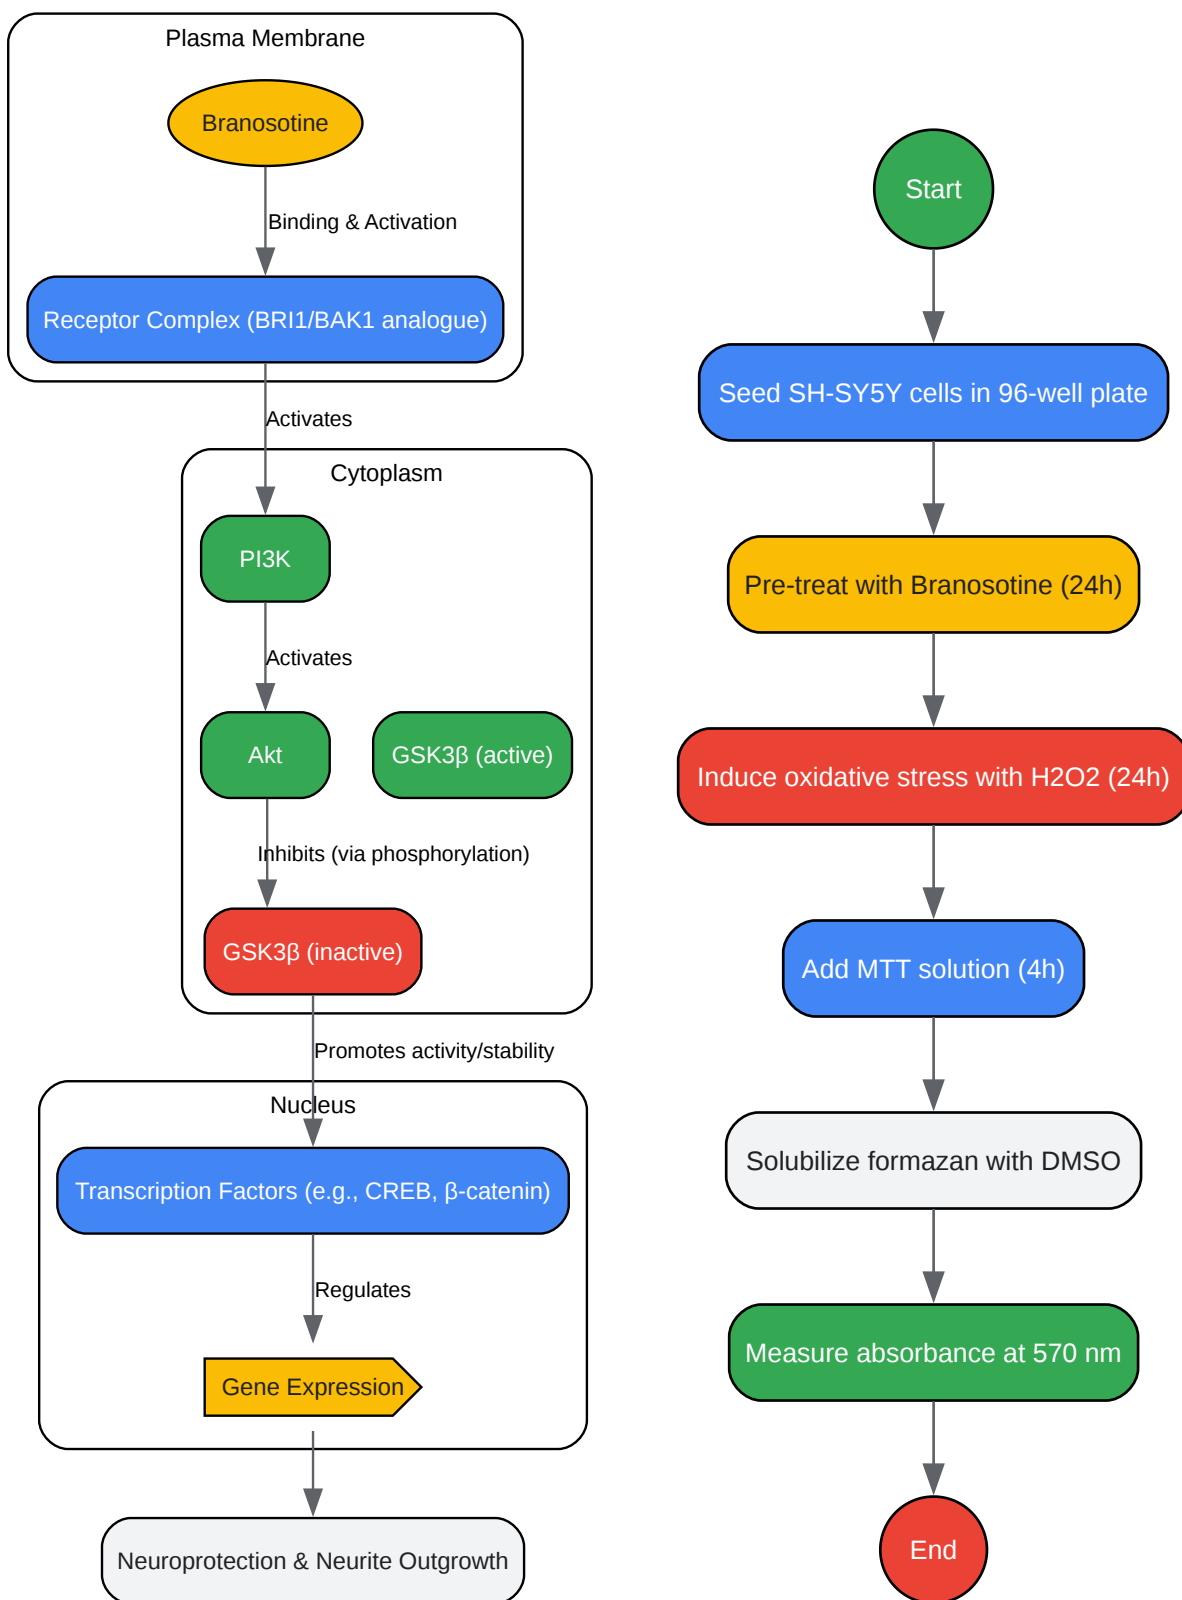 Plasma Membrane
Branosotine
Binding & Activation
Receptor Complex (BRI1/BAK1 analogue)
Activates
Cytoplasm
PI3K
Activates
Akt
GSK3β (active)
Inhibits (via phosphorylation)
GSK3β (inactive)
Promotes activity/stability
Nucleus
Transcription Factors (e.g., CREB, β-catenin)
Regulates
Gene Expression
Neuroprotection & Neurite Outgrowth
Start
Seed SH-SY5Y cells in 96-well plate
Pre-treat with Branosotine (24h)
Induce oxidative stress with H2O2 (24h)
Add MTT solution (4h)
Solubilize formazan with DMSO
Measure absorbance at 570 nm
End